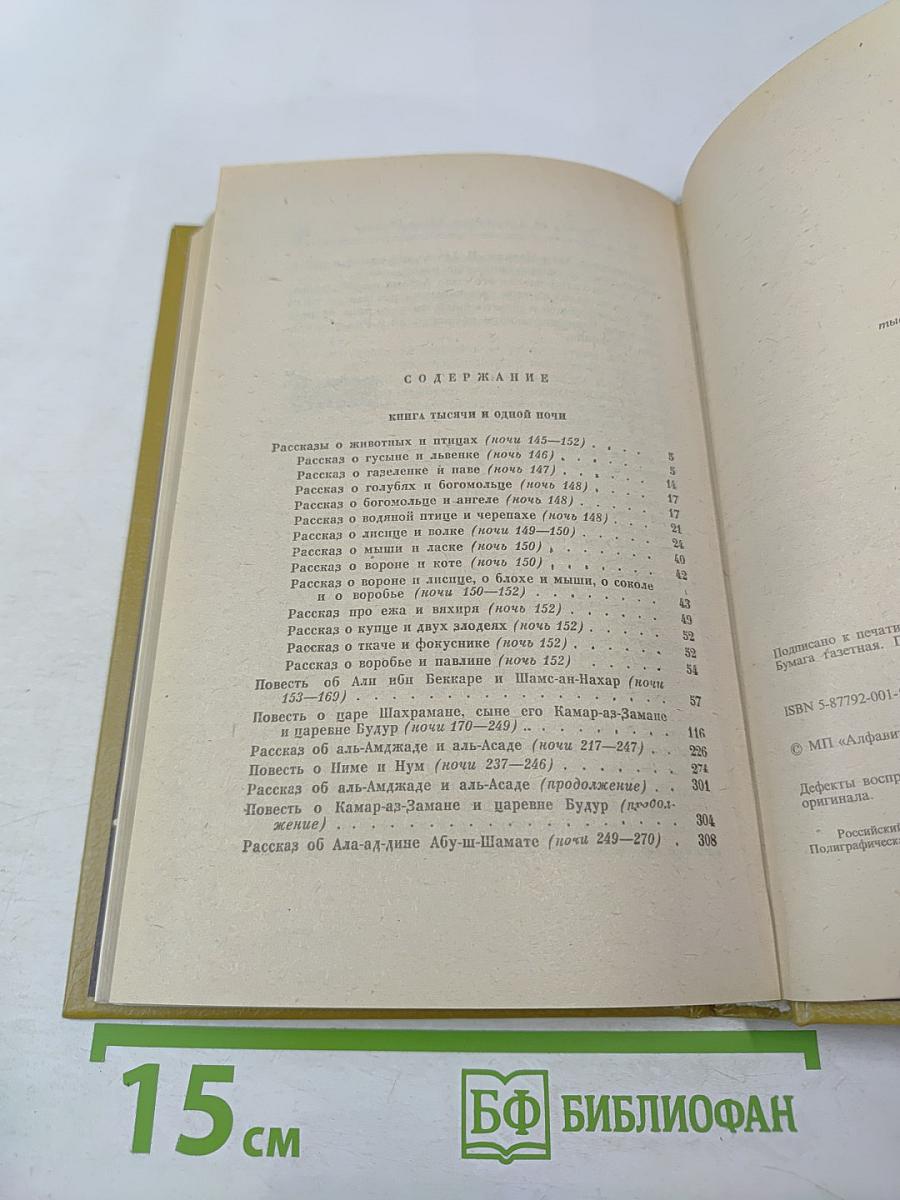 СОДЕРЖАНИЕ
КНИГА ТЫСЯЧИ И ОДНОЙ НОЧИ
Рассказы о животных и птицах (ночи 145—152) . . . . 5
Рассказ о гусыне и львенке (ночь 146) . . . . . . 5
Рассказ о газеленке и паве (ночь 147) . . . . . . 14
Рассказ о голубях и богомольце (ночь 148) . . . . 17
Рассказ о богомольце и ангеле (ночь 148) . . . . . 17
Рассказ о водяной птице и черепахе (ночь 148) . . . 21
Рассказ о лисице и волке (ночи 149—150) . . . . . 24
Рассказ о мыши и ласке (ночь 150) . . . . . . . 40
Рассказ о вороне и коте (ночь 150) . . . . . . . 42
Рассказ о вороне и лисице, о блохе и мыши, о соколе
и о воробье (ночи 150—152) . . . . . . . . 43
Рассказ про ежа и вяхиря (ночь 152) . . . . . . 49
Рассказ о купце и двух злодеях (ночь 152) . . . . . 52
Рассказ о ткаче и фокуснике (ночь 152) . . . . . 52
Рассказ о воробье и павлине (ночь 152) . . . . . 54
Повесть об Али ибн Беккаре и Шамс-ан-Нахар (ночи
153—169) . . . . . . . . . . . . . . . . 57
Повесть о царе Шахрамане, сыне его Камар-аз-Замане
и царевне Будур (ночи 170—249) . . . . . . . . 116
Рассказ об аль-Амджаде и аль-Асаде (ночи 217—247) . . 226
Повесть о Ниме и Нум (ночи 237—246) . . . . . . . 274
Рассказ об аль-Амджаде и аль-Асаде (продолжение) . . 301
Повесть о Камар-аз-Замане и царевне Будур (продол-
жение) . . . . . . . . . . . . . . . . . 304
Рассказ об Ала-ад-дине Абу-ш-Шамате (ночи 249—270) . 308
Подписано к печати
Бумага газетная.
ISBN 5-87792-001-
© МП «Алфавит
Дефекты воспр
оригинала.
Российский
Полиграфическ
15 см
БФ БИБЛИОФАН